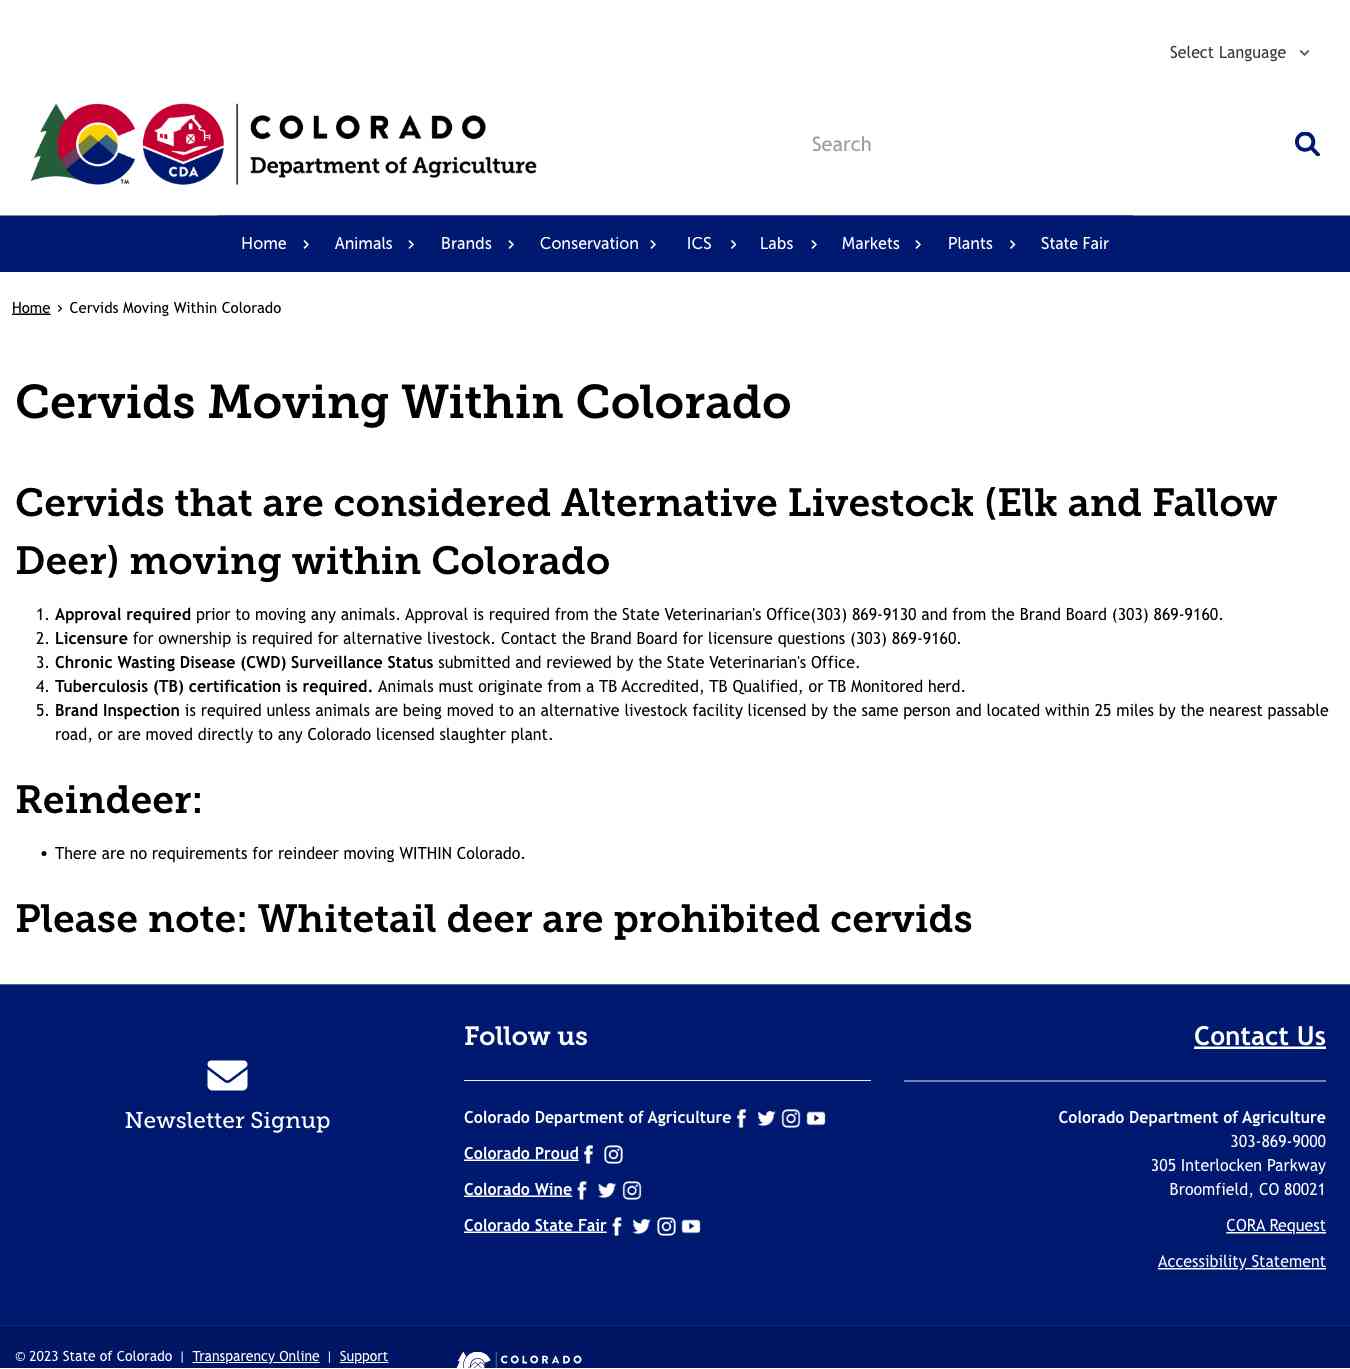 Select Language
COLORADO
Department of Agriculture
CDA
TM
Search
Home Animals Brands Conservation ICS Labs Markets Plants State Fair
Home › Cervids Moving Within Colorado
Cervids Moving Within Colorado
Cervids that are considered Alternative Livestock (Elk and Fallow
Deer) moving within Colorado
1. Approval required prior to moving any animals. Approval is required from the State Veterinarian's Office(303) 869-9130 and from the Brand Board (303) 869-9160.
2. Licensure for ownership is required for alternative livestock. Contact the Brand Board for licensure questions (303) 869-9160.
3. Chronic Wasting Disease (CWD) Surveillance Status submitted and reviewed by the State Veterinarian's Office.
4. Tuberculosis (TB) certification is required. Animals must originate from a TB Accredited, TB Qualified, or TB Monitored herd.
5. Brand Inspection is required unless animals are being moved to an alternative livestock facility licensed by the same person and located within 25 miles by the nearest passable
road, or are moved directly to any Colorado licensed slaughter plant.
Reindeer:
• There are no requirements for reindeer moving WITHIN Colorado.
Please note: Whitetail deer are prohibited cervids
Newsletter Signup
Follow us
Colorado Department of Agriculture
Colorado Proud
Colorado Wine
Colorado State Fair
Contact Us
Colorado Department of Agriculture
303-869-9000
305 Interlocken Parkway
Broomfield, CO 80021
CORA Request
Accessibility Statement
© 2023 State of Colorado | Transparency Online | Support
COLORADO